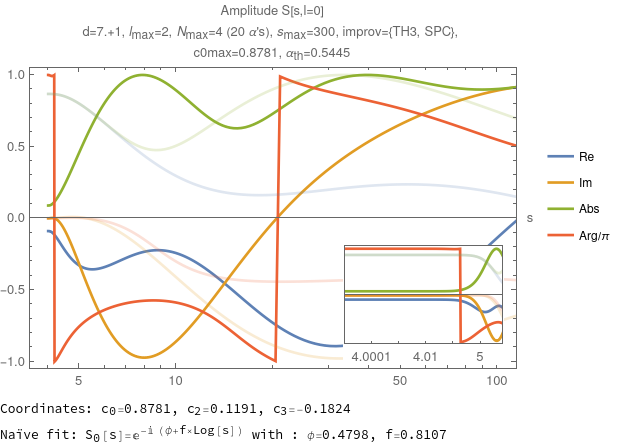 Amplitude S[s,l=0]
d=7.+1, lmax=2, Nmax=4 (20 α's), smax=300, improv={TH3, SPC},
c0max=0.8781, αth=0.5445
1.0
0.5
0.0
-0.5
-1.0
s
Re
Im
Abs
Arg/π
4.0001 4.01 5
5 10 50 100
Coordinates: c0=0.8781, c2=0.1191, c3=-0.1824
Naïve fit: S0[s]=e^-i (ϕ+f×Log[s]) with : ϕ=0.4798, f=0.8107